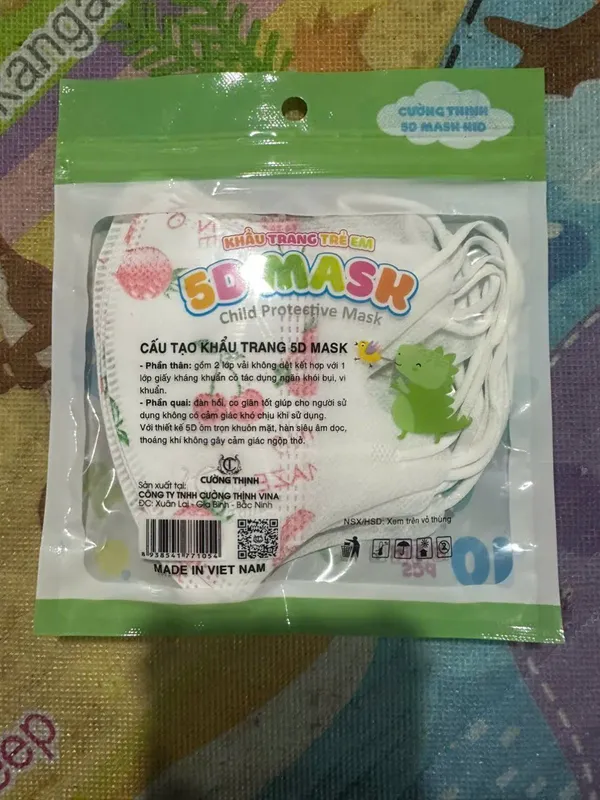 kanga
CƯỜNG THỊNH
5D MASK KID
KHẨU TRANG TRẺ EM
5D MASK
Child Protective Mask
CẤU TẠO KHẨU TRANG 5D MASK
- Phần thân: gồm 2 lớp vải không dệt kết hợp với 1
lớp giấy kháng khuẩn có tác dụng ngăn khói bụi, vi
khuẩn.
- Phần quai: đàn hồi, co giãn tốt giúp cho người sử
dụng không có cảm giác khó chịu khi sử dụng.
Với thiết kế 5D ôm trọn khuôn mặt, hàn siêu âm dọc,
thoáng khí không gây cảm giác ngộp thở.
CƯỜNG THỊNH
Sản xuất tại:
CÔNG TY TNHH CƯỜNG THỊNH VINA
ĐC: Xuân Lai - Gia Bình - Bắc Ninh
NSX/HSD: Xem trên vỏ thùng
8 938541 771054
MADE IN VIET NAM
10
PCS
eep